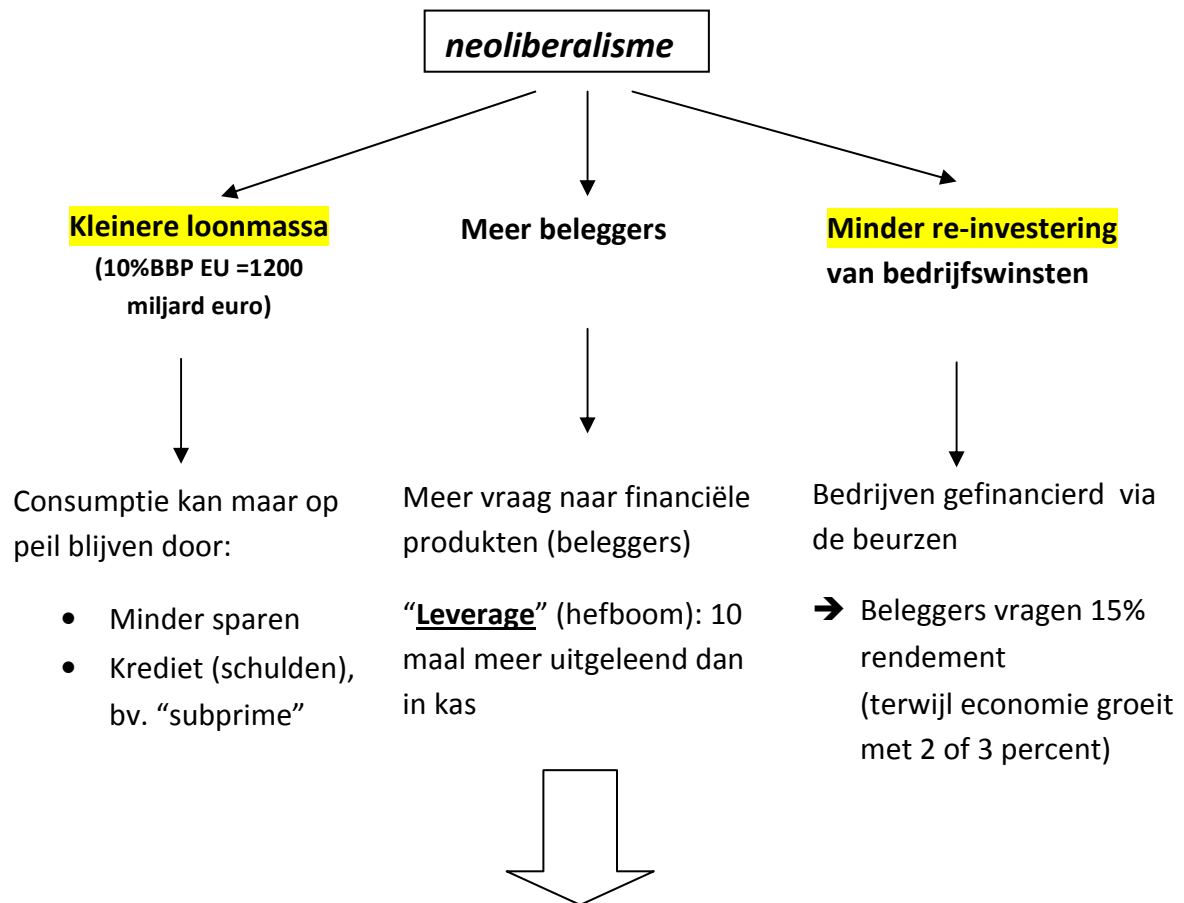 neoliberalisme
Kleinere loonmassa
(10%BBP EU =1200
miljard euro)
Meer beleggers
Minder re-investering
van bedrijfswinsten
Consumptie kan maar op
peil blijven door:
• Minder sparen
• Krediet (schulden),
bv. “subprime”
Meer vraag naar financiële
produkten (beleggers)
“Leverage” (hefboom): 10
maal meer uitgeleend dan
in kas
Bedrijven gefinancierd via
de beurzen
➔ Beleggers vragen 15%
rendement
(terwijl economie groeit
met 2 of 3 percent)